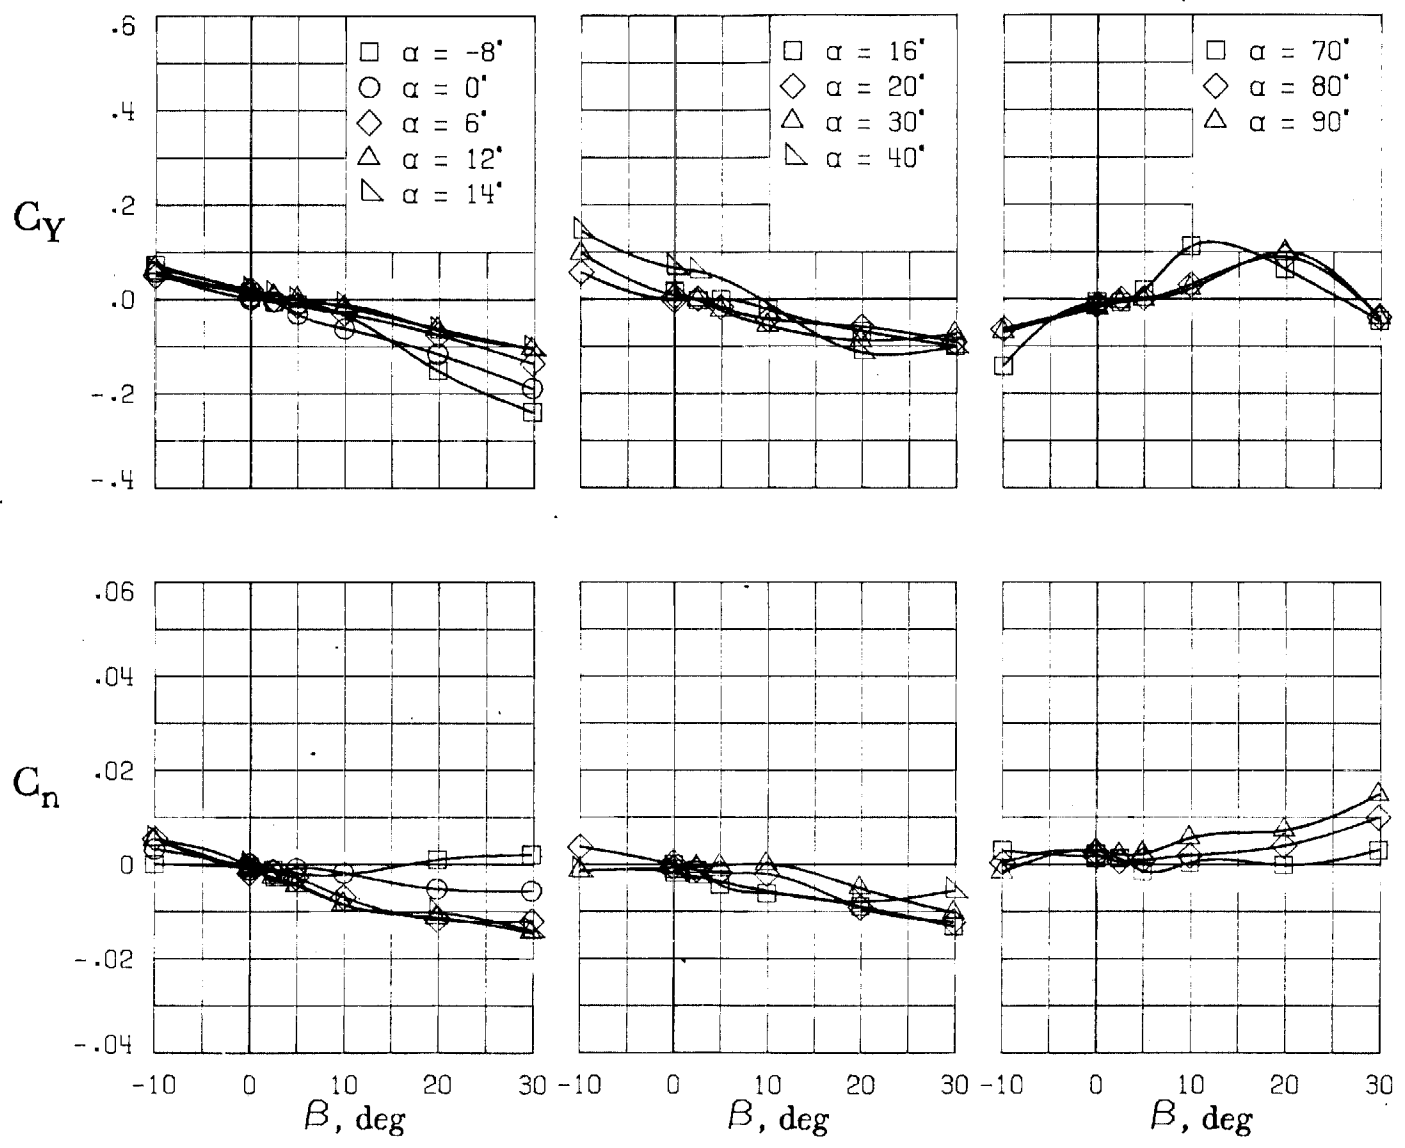 .6
.4
.2
.0
-.2
-.4
C_Y
α = -8°
α = 0°
α = 6°
α = 12°
α = 14°
α = 16°
α = 20°
α = 30°
α = 40°
α = 70°
α = 80°
α = 90°
.06
.04
.02
0
-.02
-.04
C_n
-10 0 10 20 30
β, deg
-10 0 10 20 30
β, deg
-10 0 10 20 30
β, deg